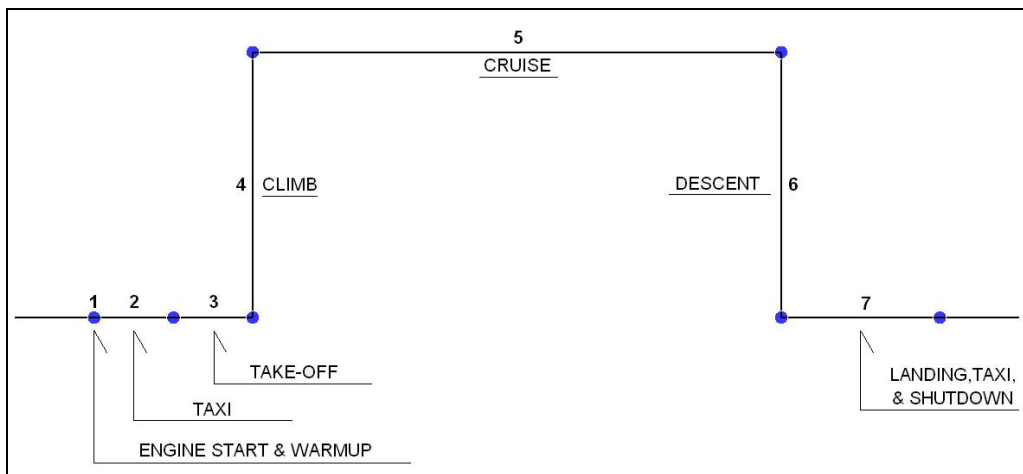 5
CRUISE
4
CLIMB
DESCENT
6
1
2
3
7
TAKE-OFF
LANDING,TAXI,
& SHUTDOWN
TAXI
ENGINE START & WARMUP